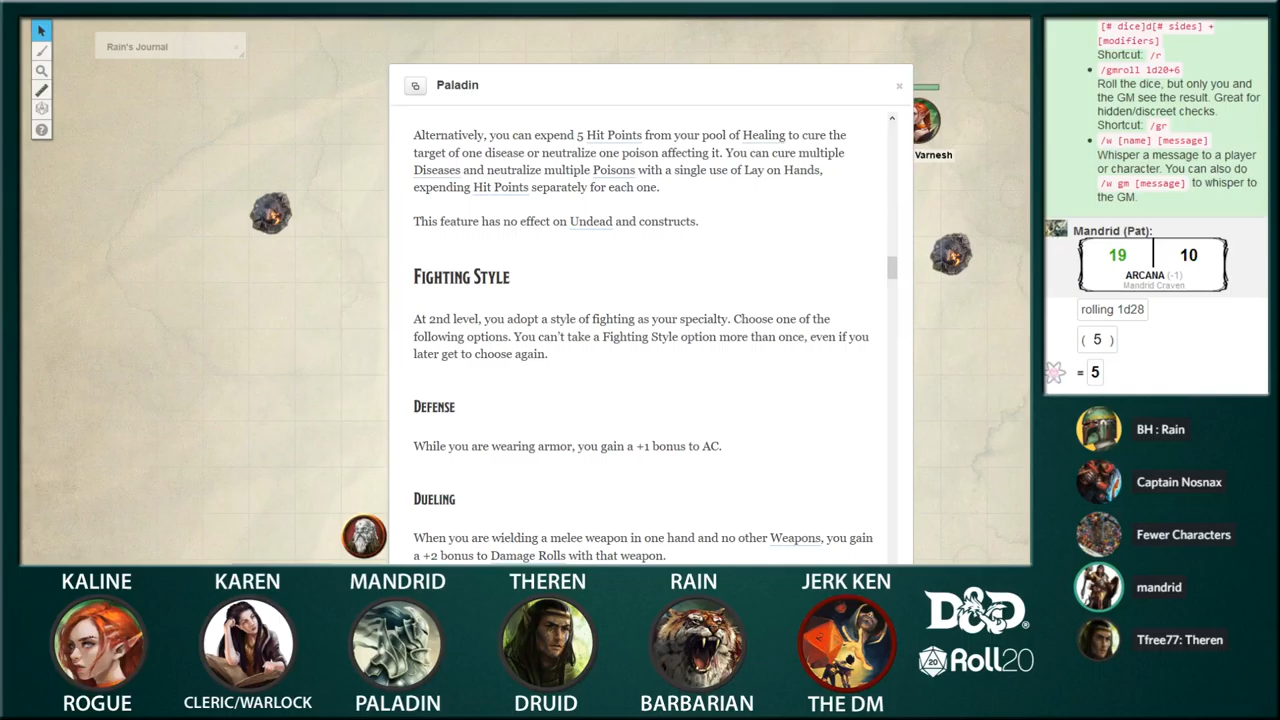 Rain's Journal
Paladin
Alternatively, you can expend 5 Hit Points from your pool of Healing to cure the
target of one disease or neutralize one poison affecting it. You can cure multiple
Diseases and neutralize multiple Poisons with a single use of Lay on Hands,
expending Hit Points separately for each one.
This feature has no effect on Undead and constructs.
Fighting Style
At 2nd level, you adopt a style of fighting as your specialty. Choose one of the
following options. You can't take a Fighting Style option more than once, even if you
later get to choose again.
Defense
While you are wearing armor, you gain a +1 bonus to AC.
Dueling
When you are wielding a melee weapon in one hand and no other Weapons, you gain
a +2 bonus to Damage Rolls with that weapon.
Varnesh
[# dice]d[# sides] +
[modifiers]
Shortcut: /r
/gmroll 1d20+6
Roll the dice, but only you and
the GM see the result. Great for
hidden/discreet checks.
Shortcut: /gr
/w [name] [message]
Whisper a message to a player
or character. You can also do
/w gm [message] to whisper to
the GM.
Mandrid (Pat):
19 10
ARCANA (-1)
Mandrid Craven
rolling 1d28
( 5 )
= 5
BH : Rain
Captain Nosnax
Fewer Characters
mandrid
Tfree77: Theren
KALINE KAREN MANDRID THEREN RAIN JERK KEN
ROGUE CLERIC/WARLOCK PALADIN DRUID BARBARIAN THE DM
D&D
20 Roll20